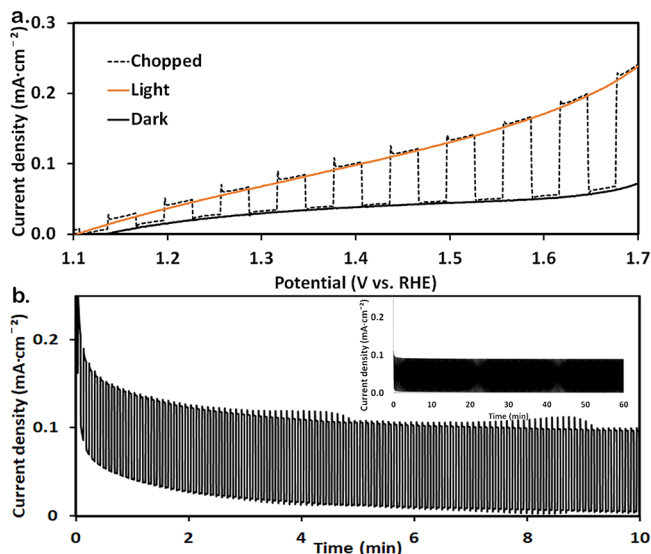 a.
0.3
0.2
0.1
0.0
Current density (mA·cm⁻²)
Chopped
Light
Dark
1.1 1.2 1.3 1.4 1.5 1.6 1.7
Potential (V vs. RHE)
b.
0.2
0.1
0
Current density (mA·cm⁻²)
0 2 4 6 8 10
Time (min)
0.2
0.1
0.0
Current density (mA·cm⁻²)
0 10 20 30 40 50 60
Time (min)